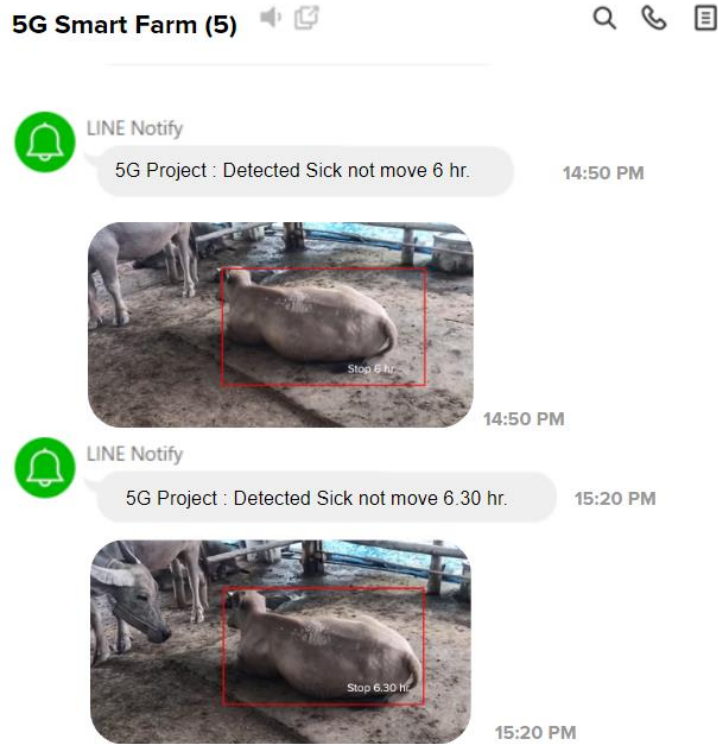 5G Smart Farm (5)
LINE Notify
5G Project : Detected Sick not move 6 hr.
14:50 PM
Stop 6 hr.
14:50 PM
LINE Notify
5G Project : Detected Sick not move 6.30 hr.
15:20 PM
Stop 6.30 hr.
15:20 PM